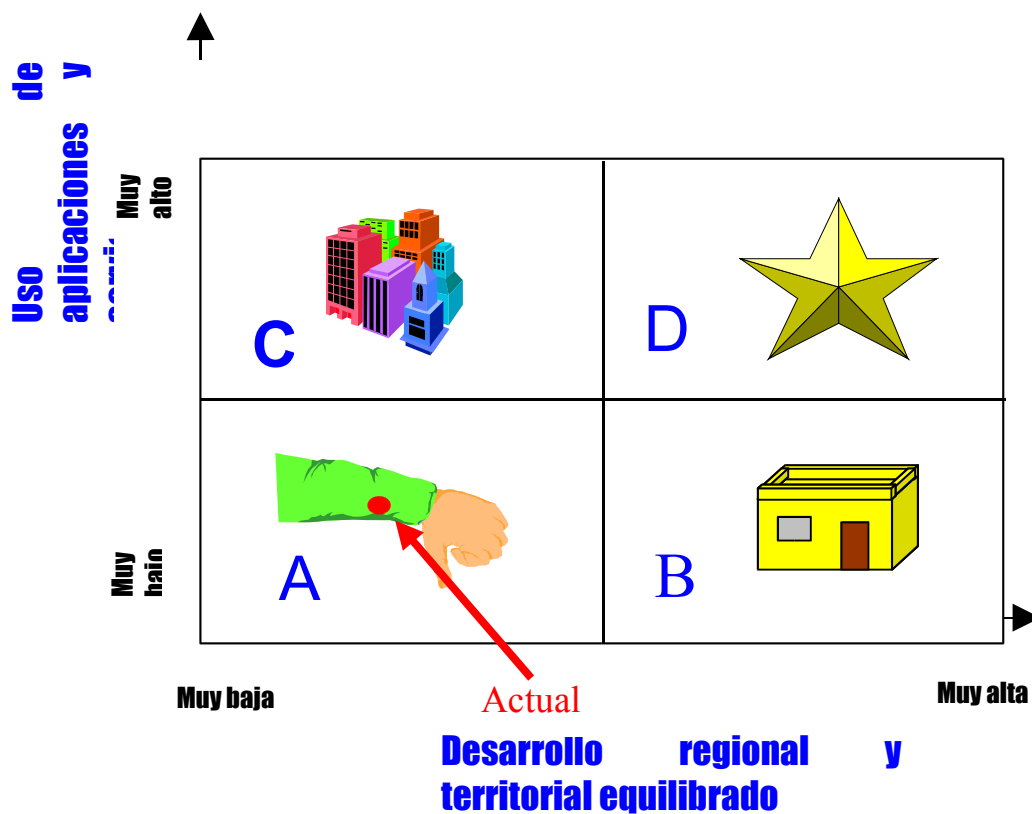 Uso de
aplicaciones y
Muy
alto
C
D
A
B
Muy
Muy baja
Actual
Muy alta
Desarrollo regional y
territorial equilibrado